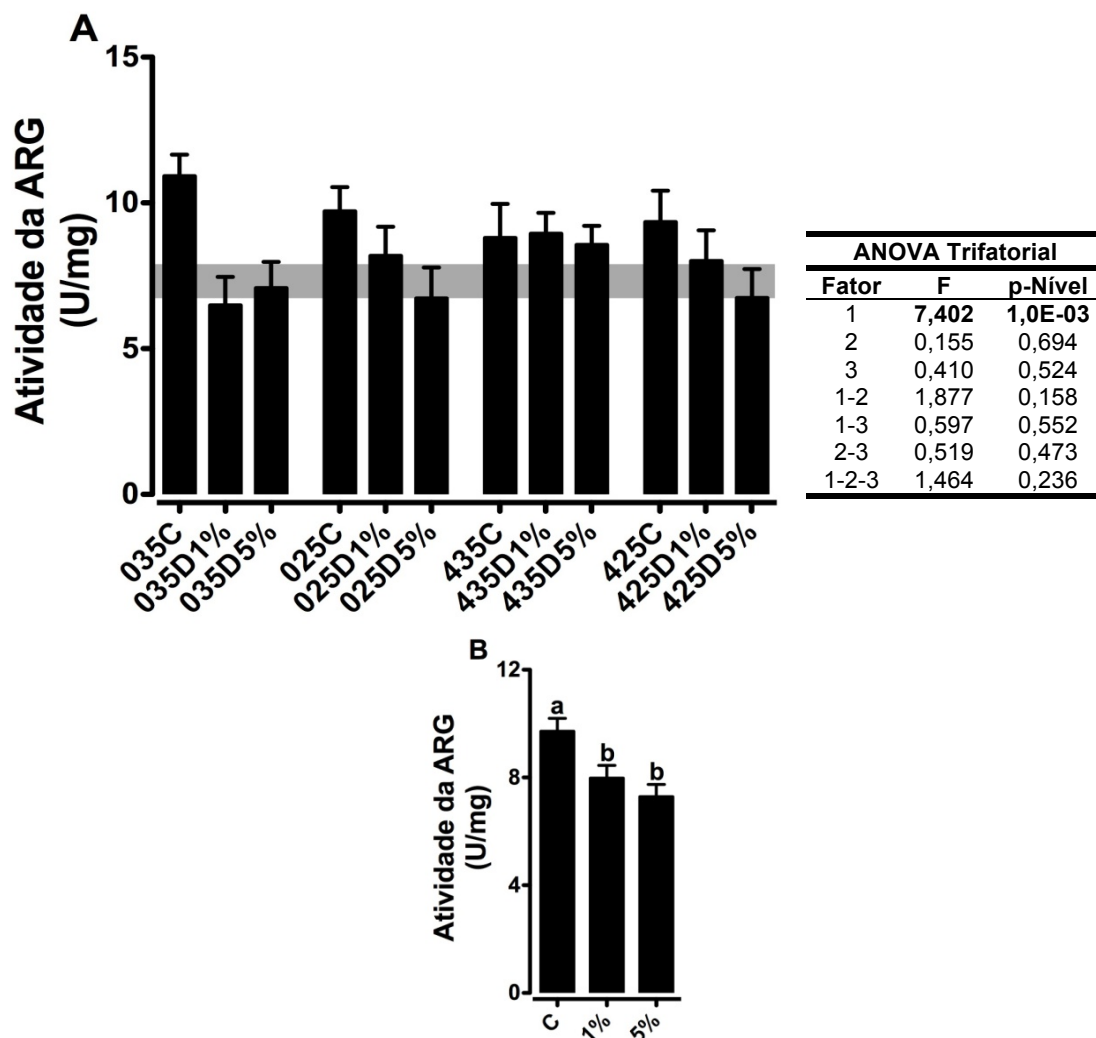 A
15
10
5
0
Atividade da ARG
(U/mg)
035C
035D1%
035D5%
025C
025D1%
025D5%
435C
435D1%
435D5%
425C
425D1%
425D5%
ANOVA Trifatorial
Fator F p-Nível
1 7,402 1,0E-03
2 0,155 0,694
3 0,410 0,524
1-2 1,877 0,158
1-3 0,597 0,552
2-3 0,519 0,473
1-2-3 1,464 0,236
B
12
8
4
0
Atividade da ARG
(U/mg)
a
b
b
C
1%
5%